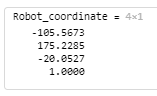 Robot_coordinate = 4×1
-105.5673
175.2285
-20.0527
1.0000